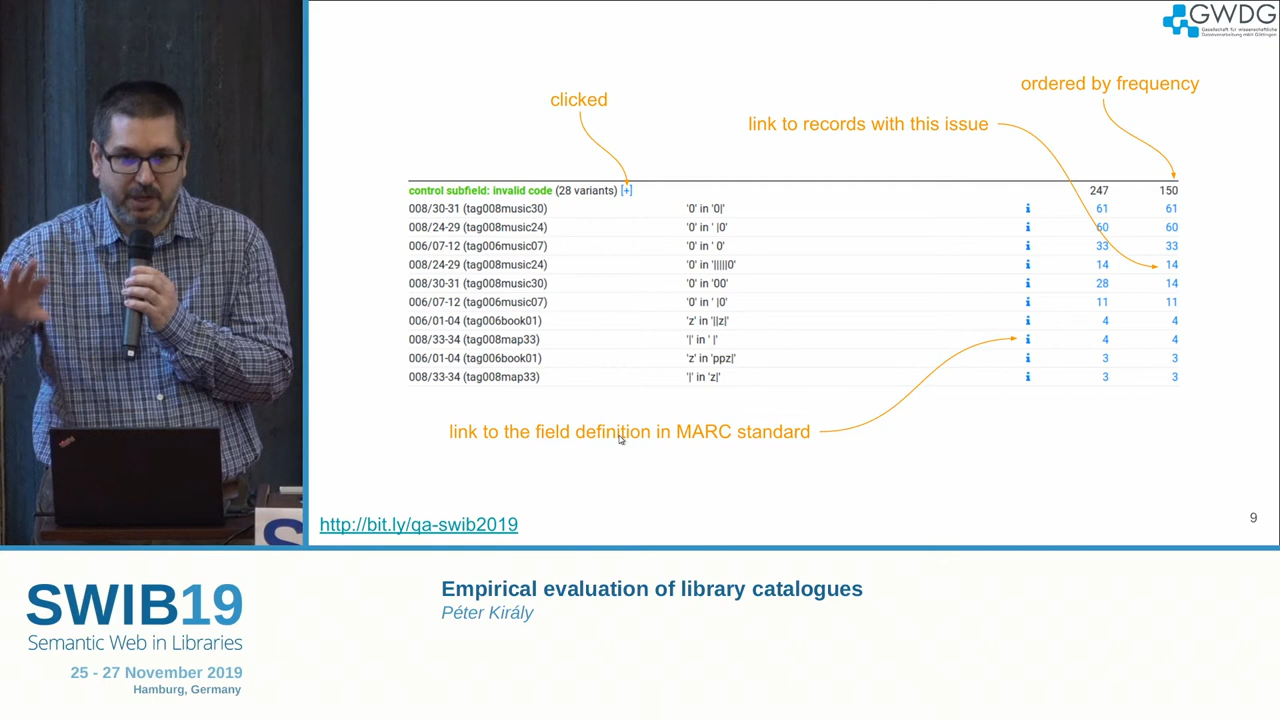 GWDG
Gesellschaft für wissenschaftliche
Datenverarbeitung mbH Göttingen
clicked
ordered by frequency
link to records with this issue
control subfield: invalid code (28 variants) [+] 247 150
008/30-31 (tag008music30) '0' in '0|' i 61 61
008/24-29 (tag008music24) '0' in ' |0' i 60 60
006/07-12 (tag006music07) '0' in ' 0' i 33 33
008/24-29 (tag008music24) '0' in '|||||0' i 14 14
008/30-31 (tag008music30) '0' in '00' i 28 14
006/07-12 (tag006music07) '0' in ' |0' i 11 11
006/01-04 (tag006book01) 'z' in '||z|' i 4 4
008/33-34 (tag008map33) '|' in ' |' i 4 4
006/01-04 (tag006book01) 'z' in 'ppz|' i 3 3
008/33-34 (tag008map33) '|' in 'z|' i 3 3
link to the field definition in MARC standard
http://bit.ly/qa-swib2019
9
SWIB19
Semantic Web in Libraries
25 - 27 November 2019
Hamburg, Germany
Empirical evaluation of library catalogues
Péter Király